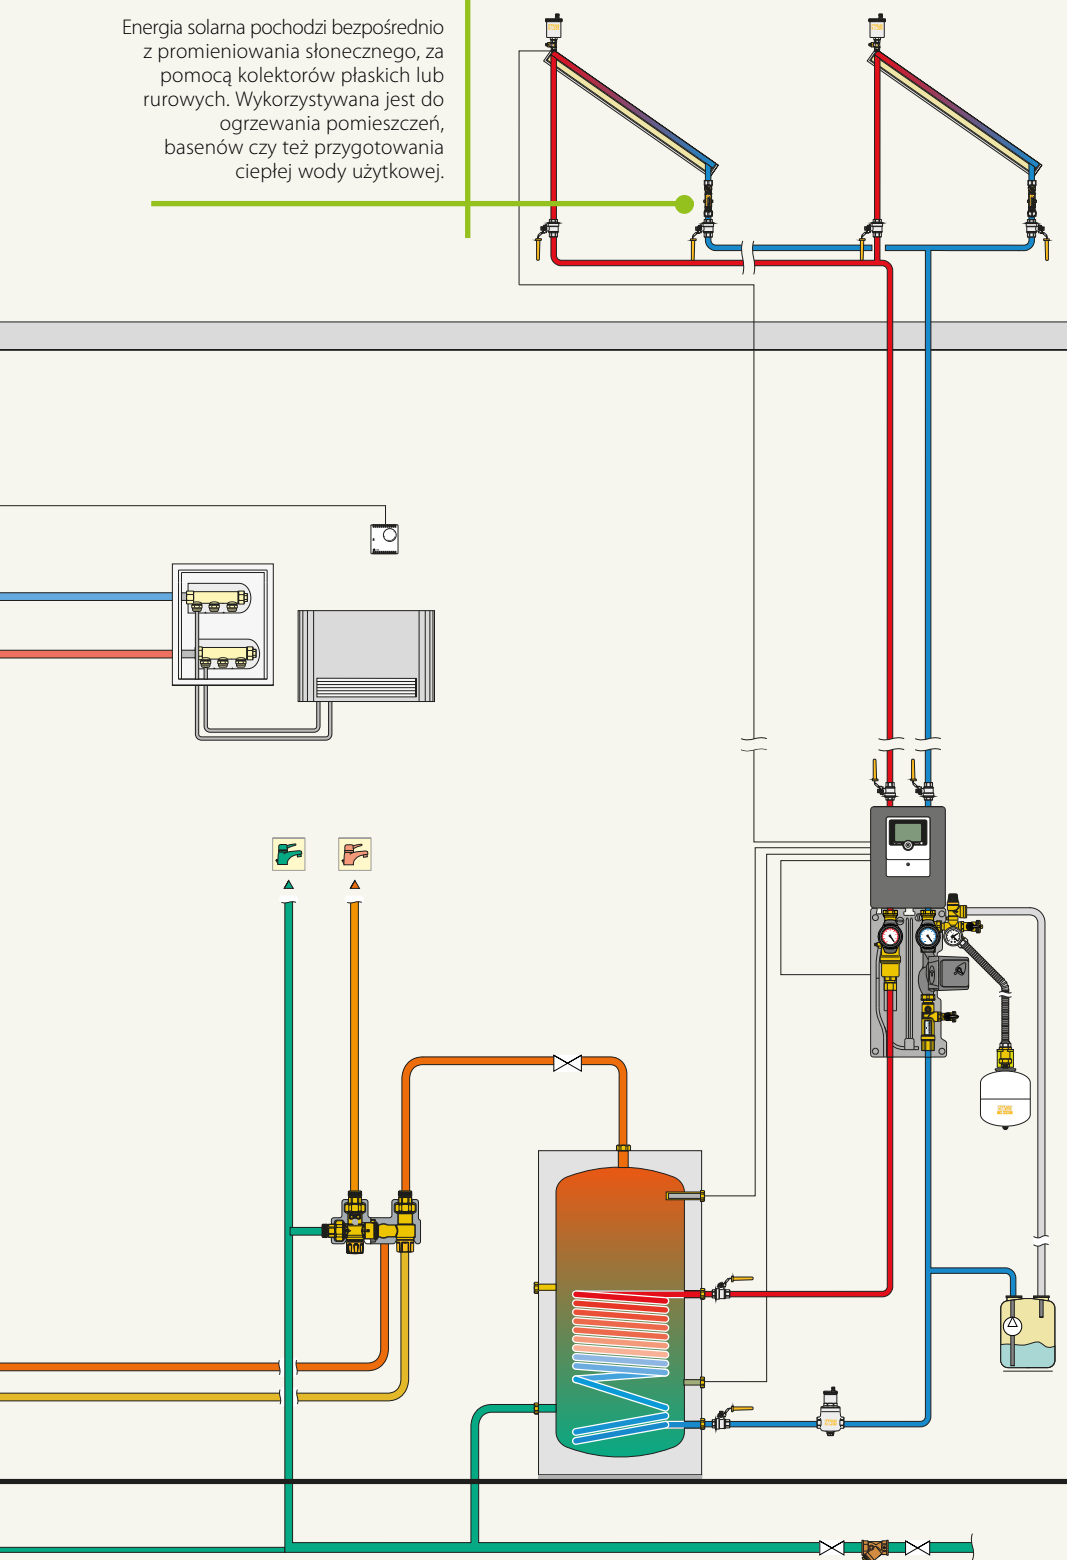 Energia solarna pochodzi bezpośrednio
z promieniowania słonecznego, za
pomocą kolektorów płaskich lub
rurowych. Wykorzystywana jest do
ogrzewania pomieszczeń,
basenów czy też przygotowania
ciepłej wody użytkowej.